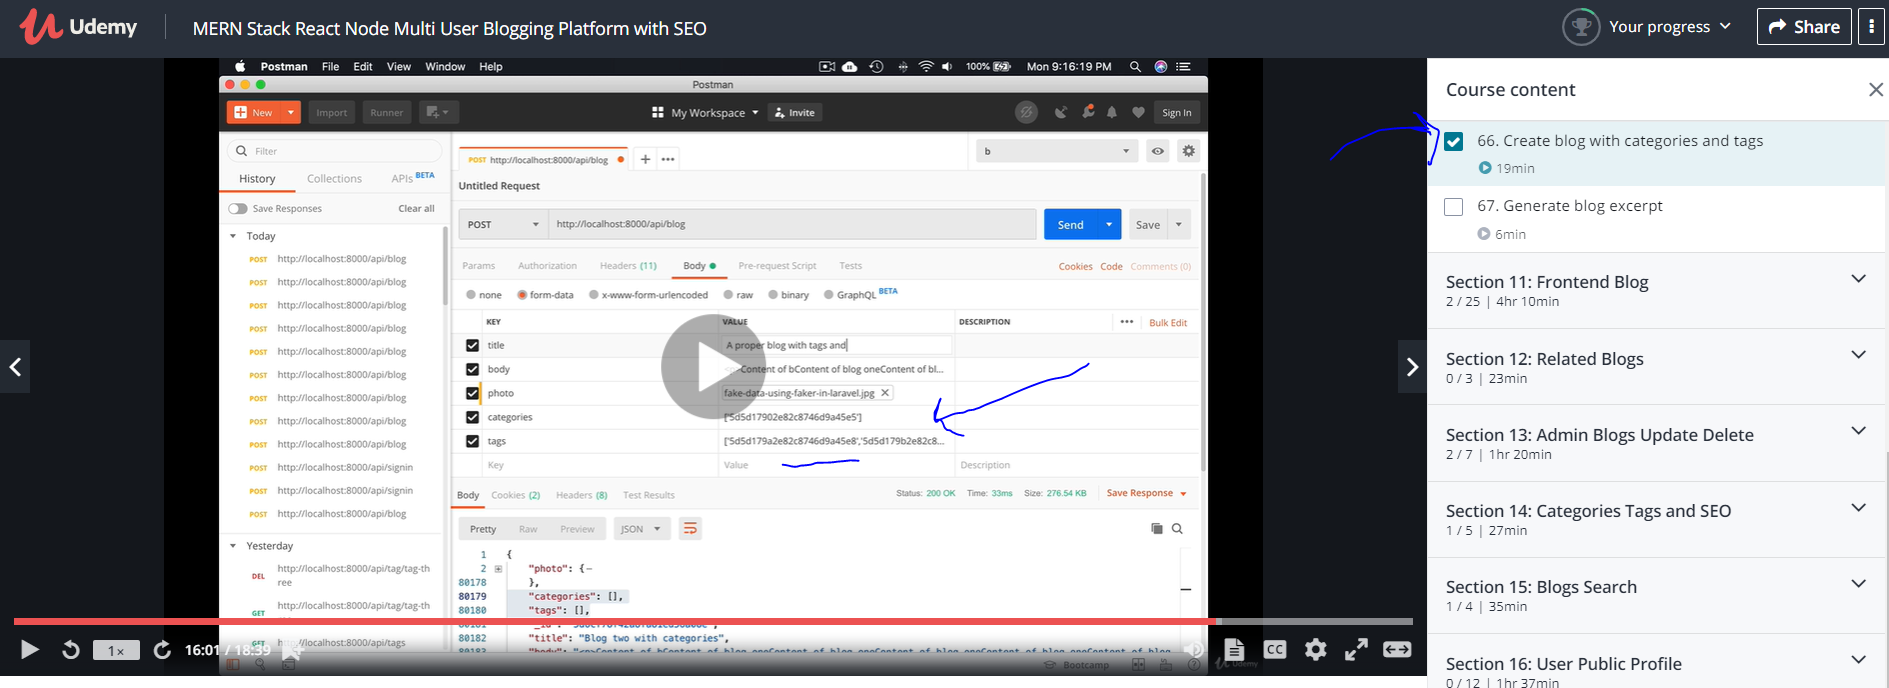 Udemy
MERN Stack React Node Multi User Blogging Platform with SEO
Your progress
Share
Postman File Edit View Window Help
100% Mon 9:16:19 PM
Postman
New Import Runner
My Workspace Invite
Sign In
Filter
History Collections APIs BETA
Save Responses Clear all
Today
POST http://localhost:8000/api/blog
POST http://localhost:8000/api/blog
POST http://localhost:8000/api/blog
POST http://localhost:8000/api/blog
POST http://localhost:8000/api/blog
POST http://localhost:8000/api/blog
POST http://localhost:8000/api/blog
POST http://localhost:8000/api/blog
POST http://localhost:8000/api/blog
POST http://localhost:8000/api/signin
POST http://localhost:8000/api/signin
POST http://localhost:8000/api/blog
Yesterday
DEL http://localhost:8000/api/tag/tag-th
ree
http://localhost:8000/api/tag/tag-th
GET ree
GET http://localhost:8000/api/tags
POST http://localhost:8000/api/blog
b
Untitled Request
POST http://localhost:8000/api/blog Send Save
Params Authorization Headers (11) Body Pre-request Script Tests Cookies Code Comments (0)
none form-data x-www-form-urlencoded raw binary GraphQL BETA
KEY VALUE DESCRIPTION Bulk Edit
title A proper blog with tags and
body Content of bContent of blog oneContent of bl...
photo fake-data-using-faker-in-laravel.jpg
categories ['5d5d17902e82c8746d9a45e5']
tags ['5d5d179a2e82c8746d9a45e8','5d5d179b2e82c8...
Key Value Description
Body Cookies (2) Headers (8) Test Results Status: 200 OK Time: 33ms Size: 276.54 KB Save Response
Pretty Raw Preview JSON
1 {
2 "photo": {
80178 },
80179 "categories": [],
80180 "tags": [],
80182 "title": "Blog two with categories",
1x 16:01 / 18:39 CC
Bootcamp
Udemy
Course content
66. Create blog with categories and tags
19min
67. Generate blog excerpt
6min
Section 11: Frontend Blog
2 / 25 | 4hr 10min
Section 12: Related Blogs
0 / 3 | 23min
Section 13: Admin Blogs Update Delete
2 / 7 | 1hr 20min
Section 14: Categories Tags and SEO
1 / 5 | 27min
Section 15: Blogs Search
1 / 4 | 35min
Section 16: User Public Profile
0 / 12 | 1hr 37min